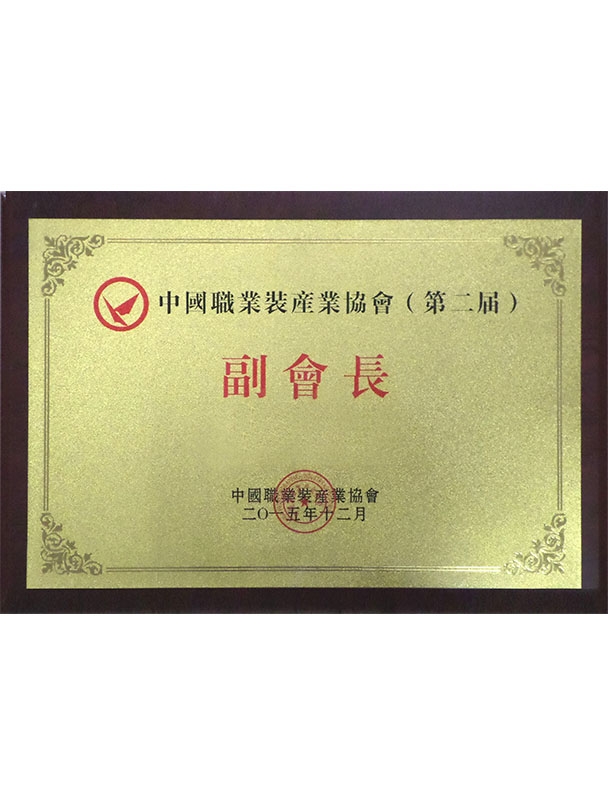 中國職業裝産業協會（第二届）
副會長
中國職業裝産業協會
二〇一五年十二月